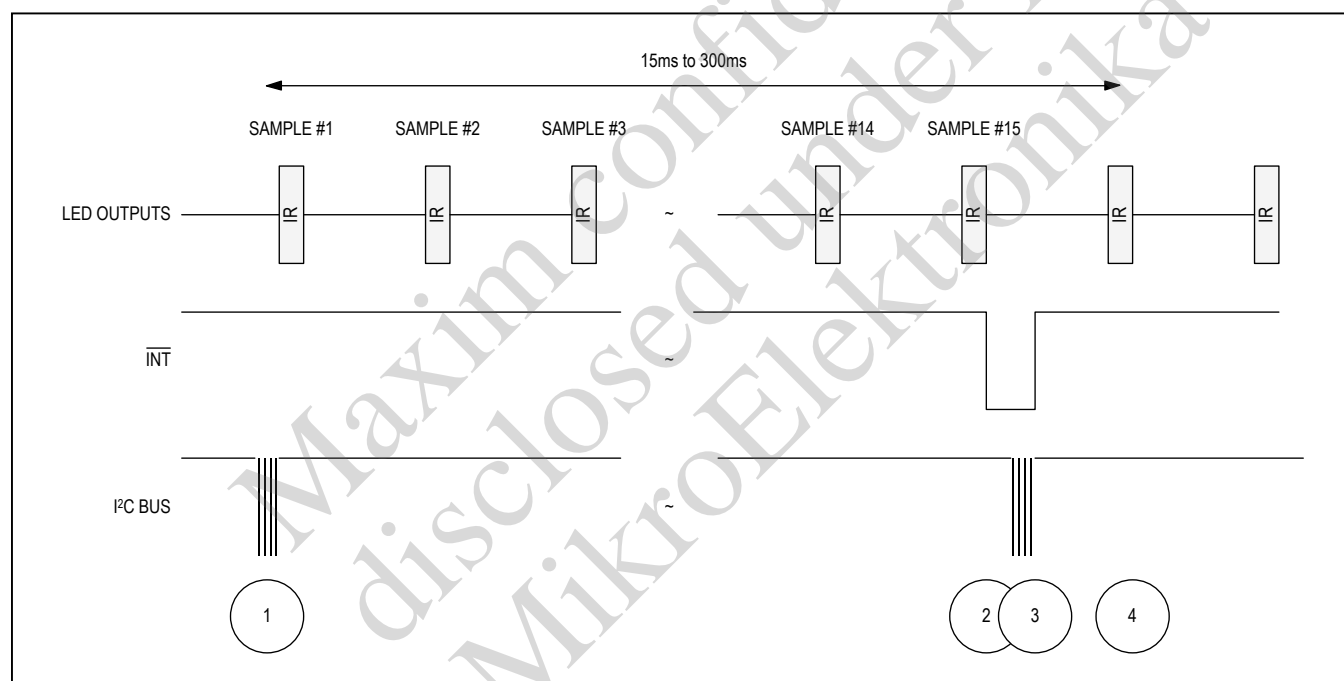 15ms to 300ms
SAMPLE #1 SAMPLE #2 SAMPLE #3 SAMPLE #14 SAMPLE #15
LED OUTPUTS IR IR IR ~ IR IR IR IR
INT ~
I²C BUS ~
1 2 3 4
Maxim confid
disclosed under
MikroElektronika